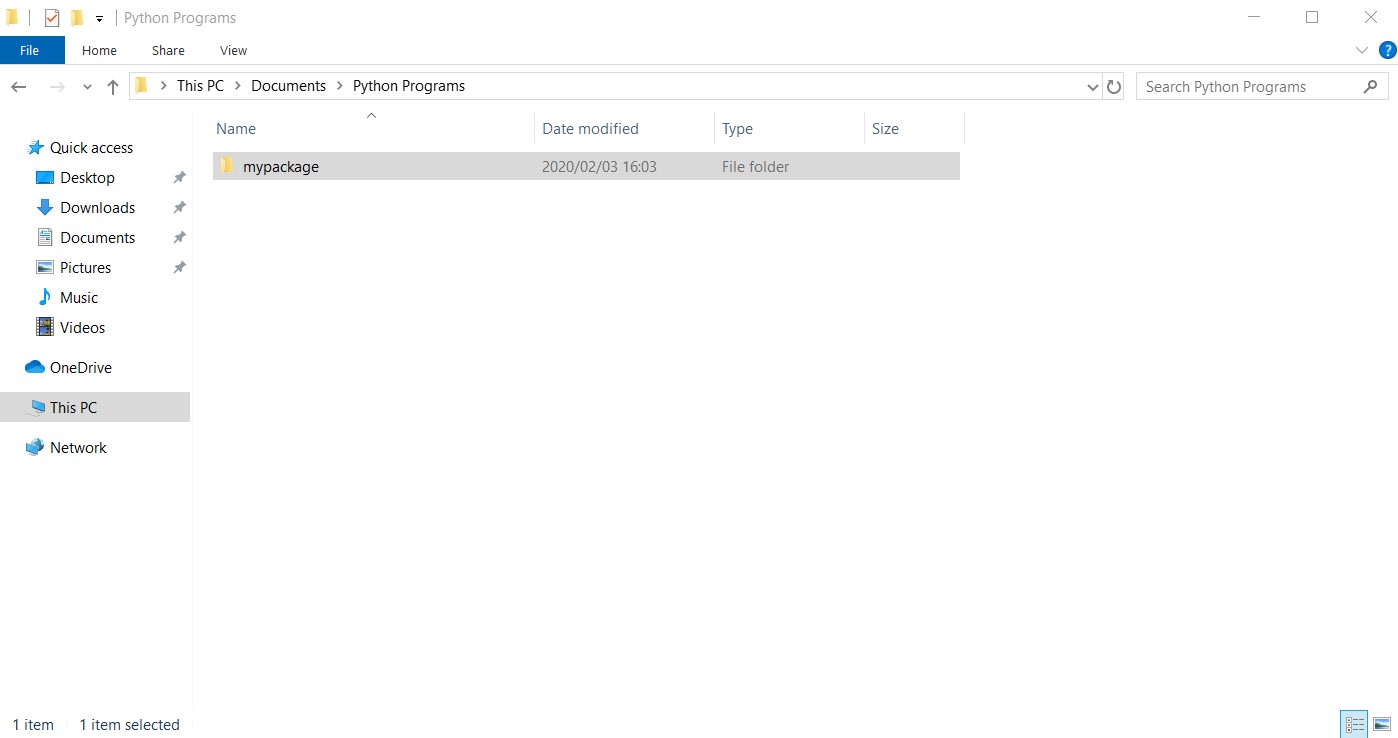 Python Programs
File Home Share View
?
This PC Documents Python Programs
Search Python Programs
Name Date modified Type Size
mypackage 2020/02/03 16:03 File folder
Quick access
Desktop
Downloads
Documents
Pictures
Music
Videos
OneDrive
This PC
Network
1 item 1 item selected